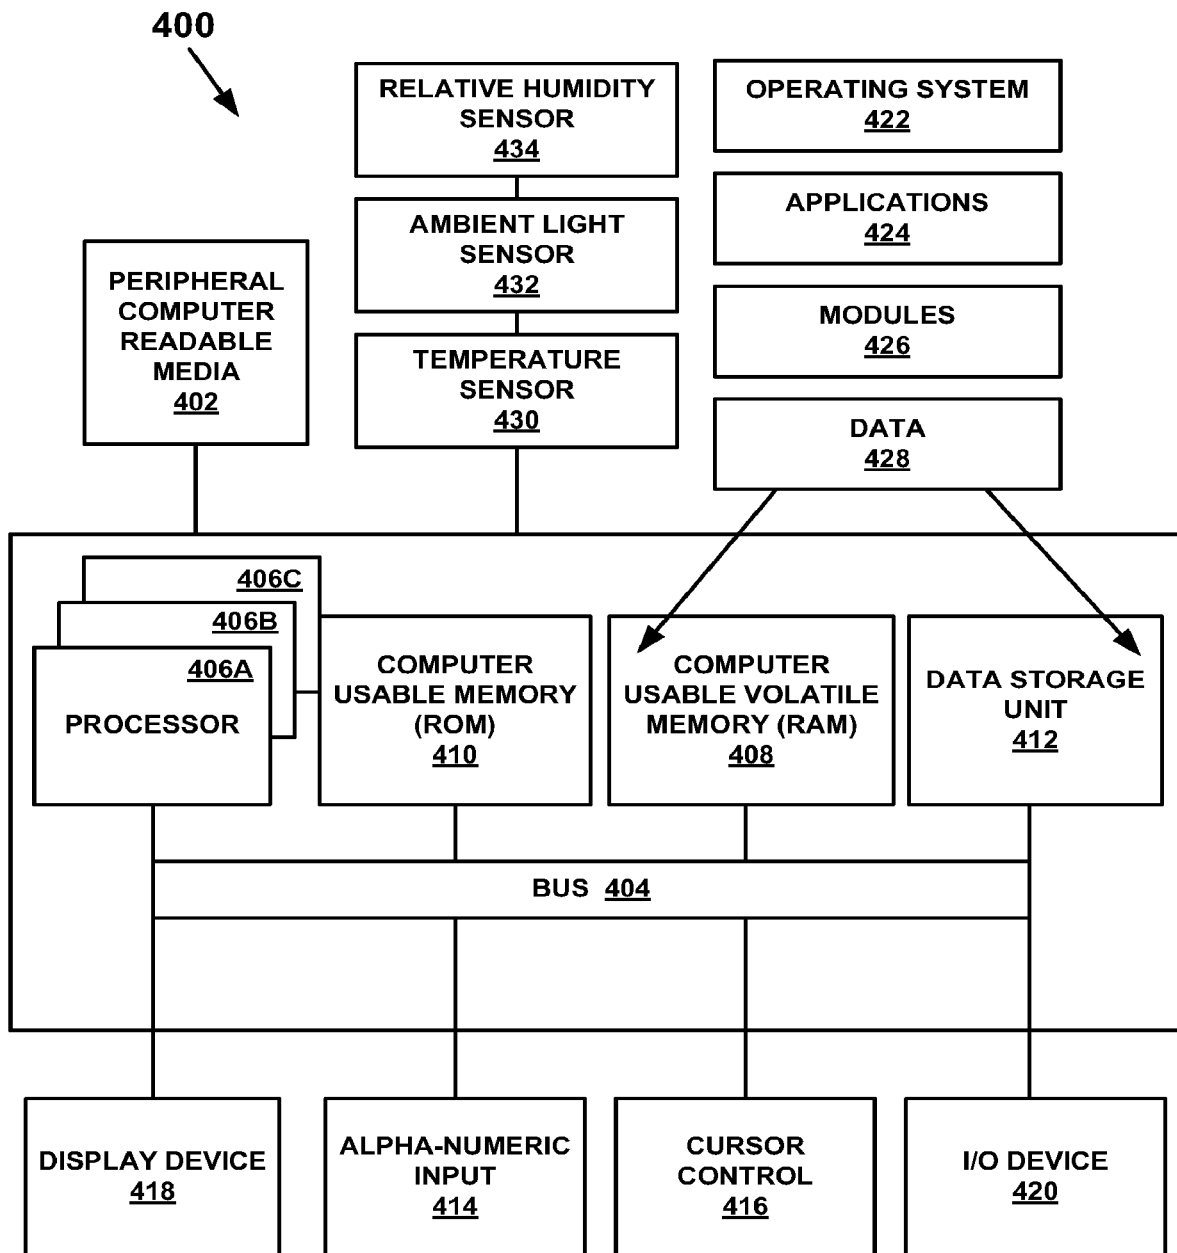 400
RELATIVE HUMIDITY
SENSOR
434
OPERATING SYSTEM
422
AMBIENT LIGHT
SENSOR
432
APPLICATIONS
424
PERIPHERAL
COMPUTER
READABLE
MEDIA
402
TEMPERATURE
SENSOR
430
MODULES
426
DATA
428
406C
406B
406A
PROCESSOR
COMPUTER
USABLE MEMORY
(ROM)
410
COMPUTER
USABLE VOLATILE
MEMORY (RAM)
408
DATA STORAGE
UNIT
412
BUS 404
DISPLAY DEVICE
418
ALPHA-NUMERIC
INPUT
414
CURSOR
CONTROL
416
I/O DEVICE
420